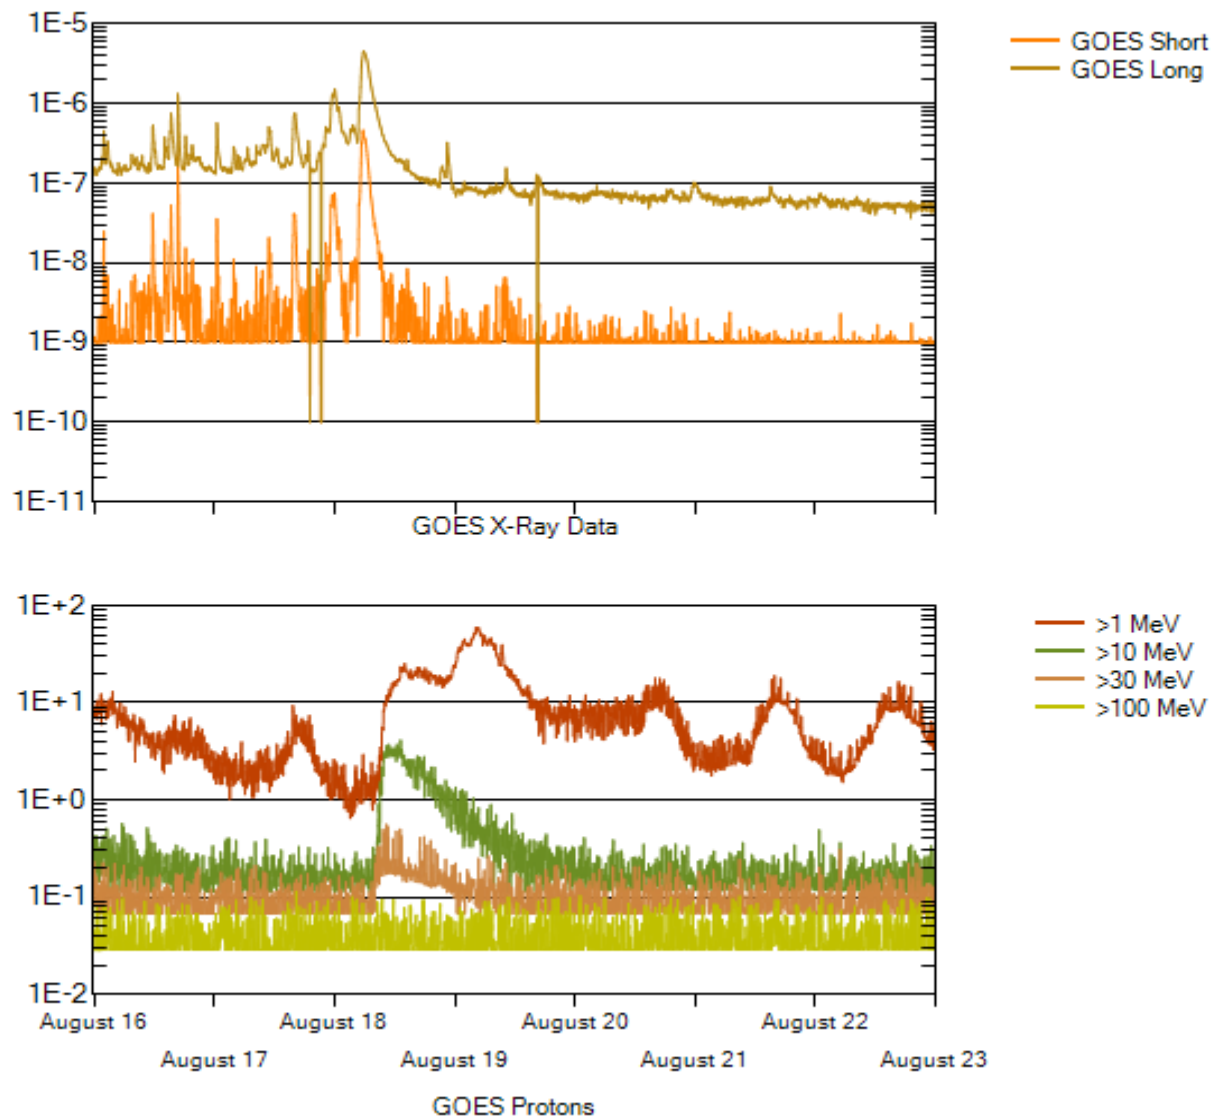 1E-5
1E-6
1E-7
1E-8
1E-9
1E-10
1E-11
GOES X-Ray Data
GOES Short
GOES Long
1E+2
1E+1
1E+0
1E-1
1E-2
>1 MeV
>10 MeV
>30 MeV
>100 MeV
August 16
August 17
August 18
August 19
August 20
August 21
August 22
August 23
GOES Protons